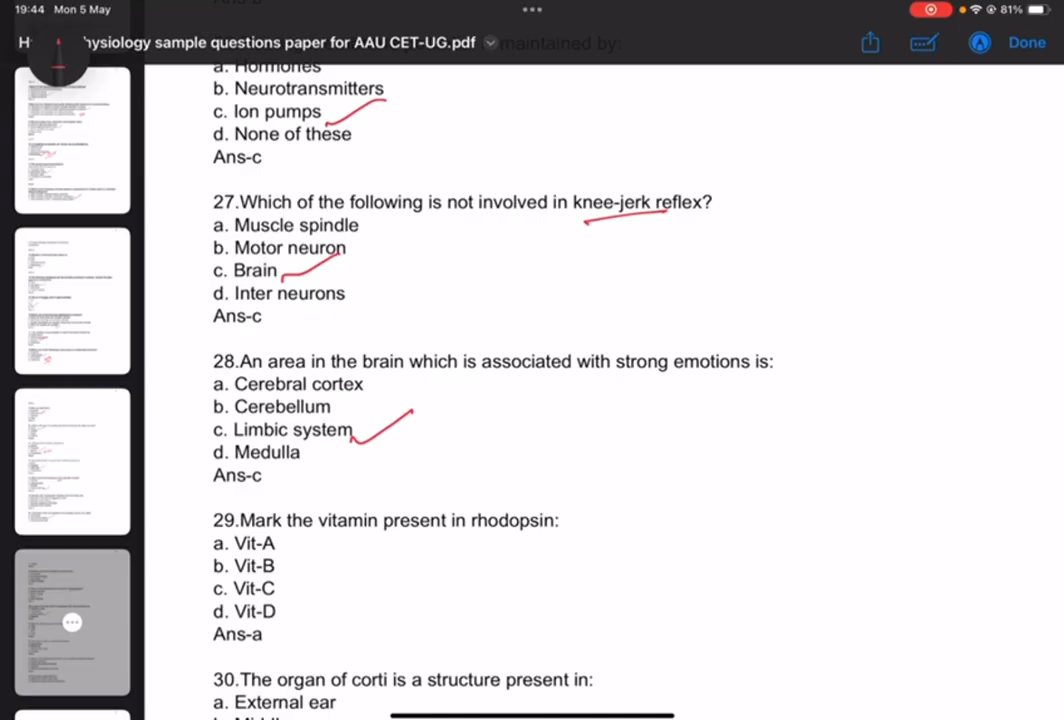 19:44 Mon 5 May
81%
H
hysiology sample questions paper for AAU CET-UG.pdf
maintained by:
Done
a. Hormones
b. Neurotransmitters
c. Ion pumps
d. None of these
Ans-c
27.Which of the following is not involved in knee-jerk reflex?
a. Muscle spindle
b. Motor neuron
c. Brain
d. Inter neurons
Ans-c
28.An area in the brain which is associated with strong emotions is:
a. Cerebral cortex
b. Cerebellum
c. Limbic system
d. Medulla
Ans-c
29.Mark the vitamin present in rhodopsin:
a. Vit-A
b. Vit-B
c. Vit-C
d. Vit-D
Ans-a
30.The organ of corti is a structure present in:
a. External ear